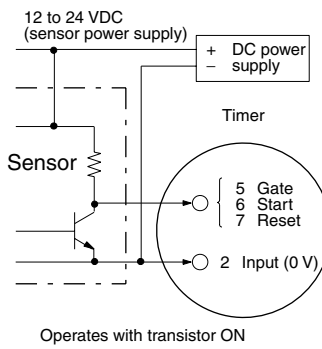 12 to 24 VDC
(sensor power supply)
+ DC power
− supply
Timer
Sensor
5 Gate
6 Start
7 Reset
2 Input (0 V)
Operates with transistor ON